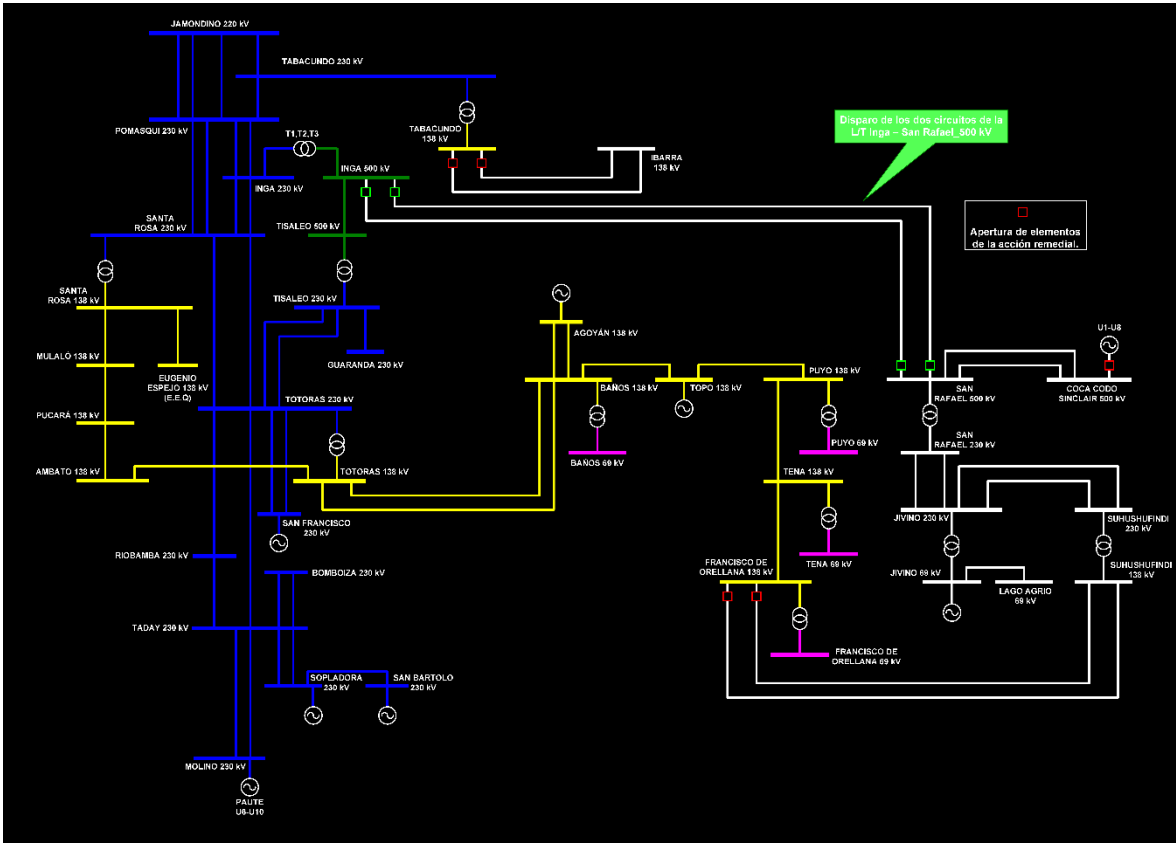 JAMONDINO 220 kV
TABACUNDO 230 kV
POMASQUI 230 kV
T1,T2,T3
TABACUNDO
138 kV
IBARRA
138 kV
Disparo de los dos circuitos de la
L/T Inga – San Rafael_500 kV
INGA 500 kV
INGA 230 kV
Apertura de elementos
de la acción remedial.
SANTA
ROSA 230 kV
TISALEO 500 kV
SANTA
ROSA 138 kV
TISALEO 230 kV
AGOYÁN 138 kV
U1-U8
MULALÓ 138 kV
EUGENIO
ESPEJO 138 kV
(E.E.Q)
GUARANDA 230 kV
BAÑOS 138 kV
TOPO 138 kV
PUYO 138 kV
SAN
RAFAEL 500 kV
COCA CODO
SINCLAIR 500 kV
PUCARÁ 138 kV
TOTORAS 230 kV
BAÑOS 69 kV
PUYO 69 kV
SAN
RAFAEL 230 kV
AMBATO 138 kV
TOTORAS 138 kV
TENA 138 kV
SAN FRANCISCO
230 kV
JIVINO 230 kV
SUHUSHUFINDI
230 kV
RIOBAMBA 230 kV
BOMBOIZA 230 kV
TENA 69 kV
FRANCISCO DE
ORELLANA 138 kV
JIVINO 69 kV
LAGO AGRIO
69 kV
SUHUSHUFINDI
138 kV
TADAY 230 kV
FRANCISCO DE
ORELLANA 69 kV
SOPLADORA
230 kV
SAN BARTOLO
230 kV
MOLINO 230 kV
PAUTE
U6-U10